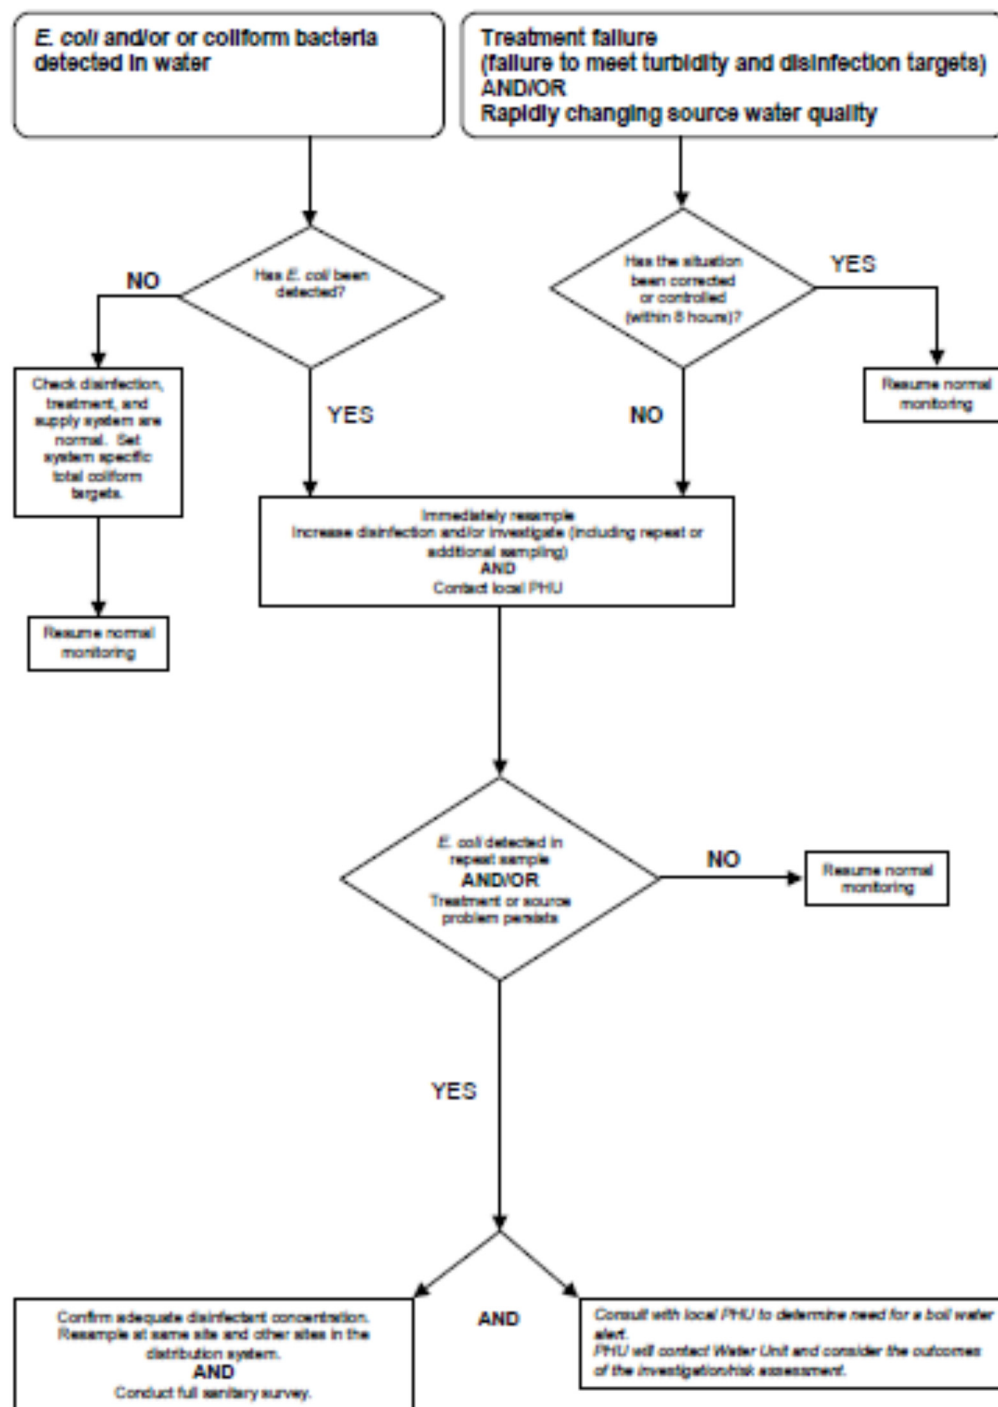 E. coli and/or or coliform bacteria
detected in water
Treatment failure
(failure to meet turbidity and disinfection targets)
AND/OR
Rapidly changing source water quality
Has E. coli been
detected?
NO
YES
Has the situation
been corrected
or controlled
(within 8 hours)?
YES
NO
Check disinfection,
treatment, and
supply system are
normal. Set
system specific
total coliform
targets.
Resume normal
monitoring
Resume normal
monitoring
Immediately resample
Increase disinfection and/or investigate (including repeat or
additional sampling)
AND
Contact local PHU
E. coli detected in
repeat sample
AND/OR
Treatment or source
problem persists
NO
Resume normal
monitoring
YES
Confirm adequate disinfectant concentration.
Resample at same site and other sites in the
distribution system.
AND
Conduct full sanitary survey.
AND
Consult with local PHU to determine need for a boil water
alert.
PHU will contact Water Unit and consider the outcomes
of the investigation/risk assessment.